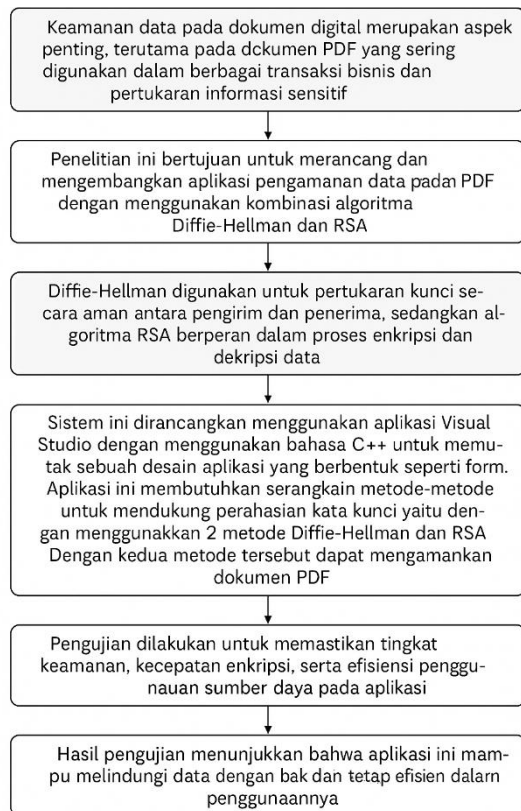 Keamanan data pada dokumen digital merupakan aspek
penting, terutama pada dckumen PDF yang sering
digunakan dalam berbagai transaksi bisnis dan
pertukaran informasi sensitif
Penelitian ini bertujuan untuk merancang dan
mengembangkan aplikasi pengamanan data padan PDF
dengan menggunakan kombinasi algoritma
Diffie-Hellman dan RSA
Diffie-Hellman digunakan untuk pertukaran kunci se-
cara aman antara pengirim dan penerima, sedangkan al-
goritma RSA berperan dalam proses enkripsi dan
dekripsi data
Sistem ini dirancangkan menggunakan aplikasi Visual
Studio dengan menggunakan bahasa C++ untuk memu-
tak sebuah desain aplikasi yang berbentuk seperti form.
Aplikasi ini membutuhkan serangkain metode-metode
untuk mendukung perahasian kata kunci yaitu den-
gan menggunakkan 2 metode Diffie-Hellman dan RSA
Dengan kedua metode tersebut dapat mengamankan
dokumen PDF
Pengujian dilakukan untuk memastikan tingkat
keamanan, kecepatan enkripsi, serta efisiensi penggu-
nauan sumber daya pada aplikasi
Hasil pengujian menunjukkan bahwa aplikasi ini mam-
pu melindungi data dengan bak dan tetap efisien dalarn
penggunaannya